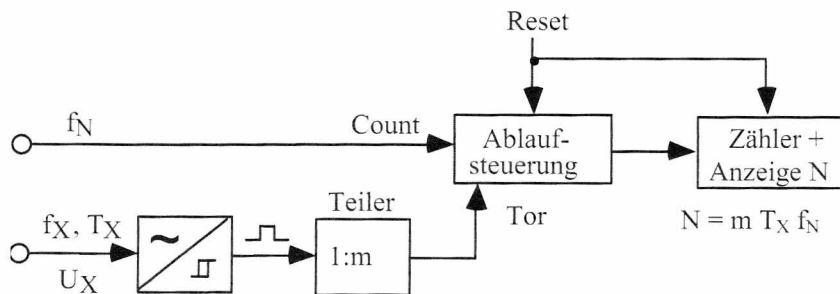 Reset
f_N
Count
Ablauf-
steuerung
Zähler +
Anzeige N
Teiler
Tor
N = m T_X f_N
f_X, T_X
~
1:m
U_X